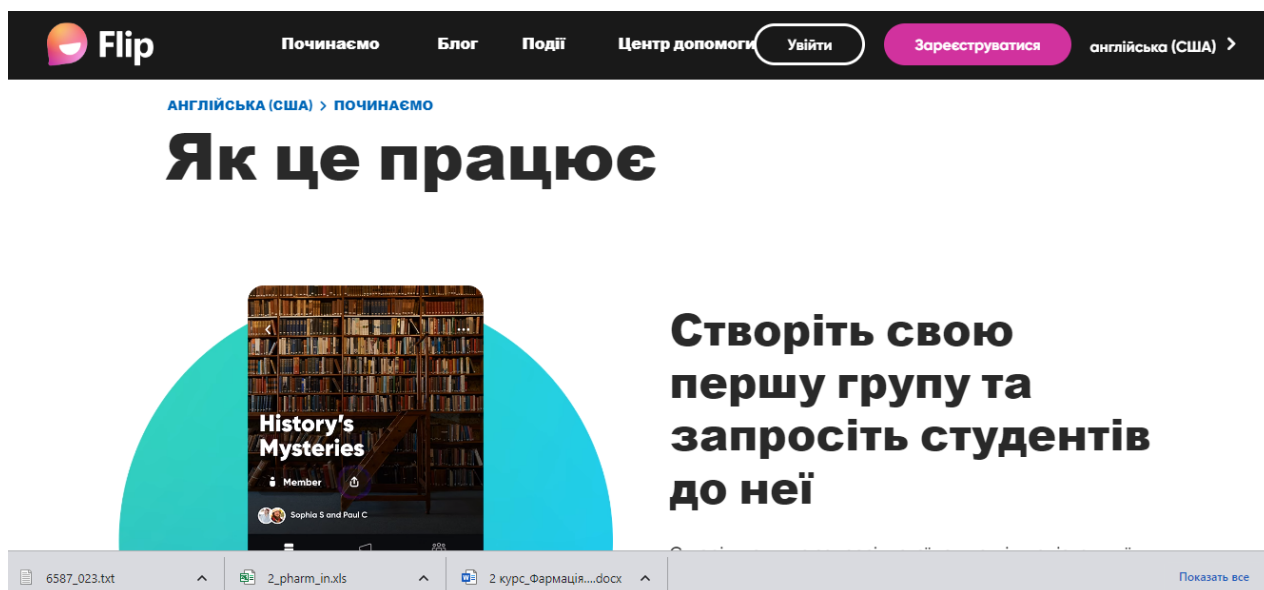 Flip Починаємо Блог Події Центр допомоги Увійти Зареєструватися англійська (США) >
АНГЛІЙСЬКА (США) > ПОЧИНАЄМО
Як це працює
History's
Mysteries
Member
Sophia S and Paul C
Створіть свою
першу групу та
запросіть студентів
до неї
6587_023.txt 2_pharm_in.xls 2 курс_Фармація....docx Показать все